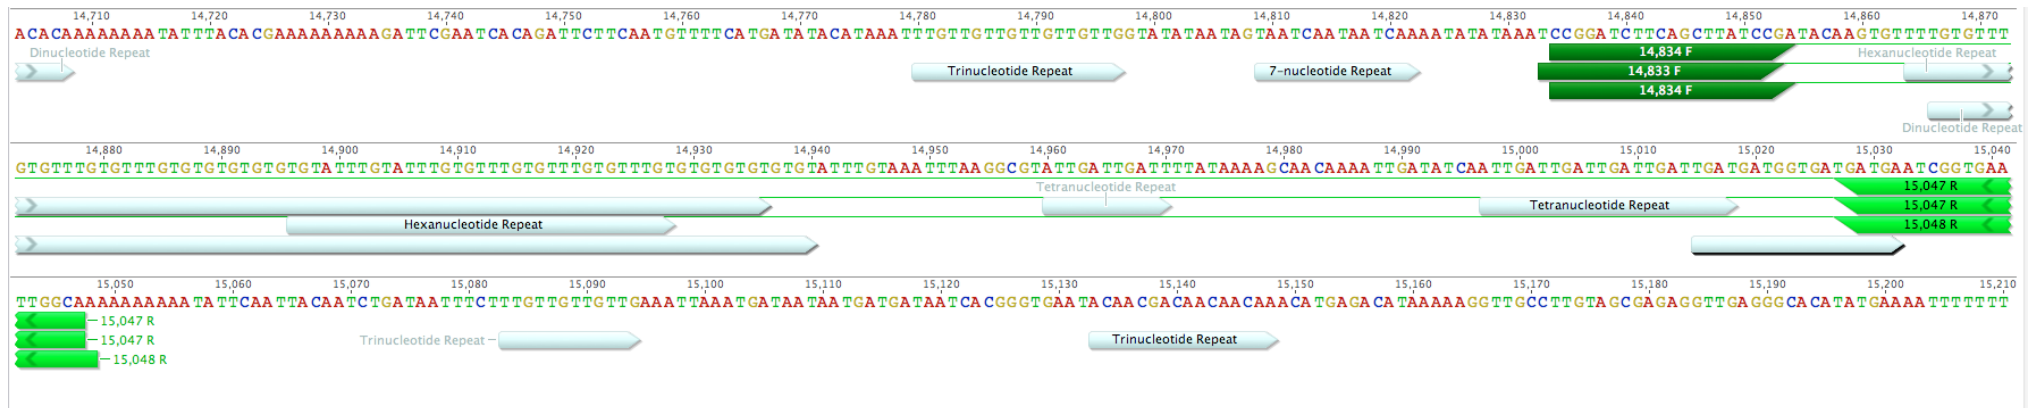 14,710 14,720 14,730 14,740 14,750 14,760 14,770 14,780 14,790 14,800 14,810 14,820 14,830 14,840 14,850 14,860 14,870
ACACAAAAAAAATATTTACACGAAAAAAAAAGATTCGAATCACAGATTCTTCAATGTTTTCATGATATACATAAATTTGTTGTTGTTGTTGTTGGTATATAATAGTAATCAATAATCAAAATATATAAATCCGGATCTTCAGCTTATCCGATACAAGTGTTTTGTGTTT
Dinucleotide Repeat 14,834 F Hexanucleotide Repeat
Trinucleotide Repeat 7-nucleotide Repeat 14,833 F
14,834 F
Dinucleotide Repeat
14,880 14,890 14,900 14,910 14,920 14,930 14,940 14,950 14,960 14,970 14,980 14,990 15,000 15,010 15,020 15,030 15,040
GTGTTTGTGTTTGTGTGTGTGTGTGTATTTGTATTTGTGTTTGTGTTTGTGTTTGTGTGTGTGTGTGTATTTGTAAATTTAAGGCGTATTGATTGATTTTATAAAAGCAACAAAATTGATATCAATTGATTGATTGATTGATTGATGATGGTGATGATGAATCGGTGAA
Tetranucleotide Repeat 15,047 R
Tetranucleotide Repeat 15,047 R
Hexanucleotide Repeat 15,048 R
15,050 15,060 15,070 15,080 15,090 15,100 15,110 15,120 15,130 15,140 15,150 15,160 15,170 15,180 15,190 15,200 15,210
TTGGCAAAAAAAAAATATTCAATTACAATCTGATAATTTCTTTGTTGTTGTTGAAATTAAATGATAATAATGATGATAATCACGGGTGAATACAACGACAACAACAAACATGAGACATAAAAAGGTTGCCTTGTAGCGAGAGGTTGAGGGCACATATGAAAATTTTTTT
15,047 R
15,047 R Trinucleotide Repeat Trinucleotide Repeat
15,048 R